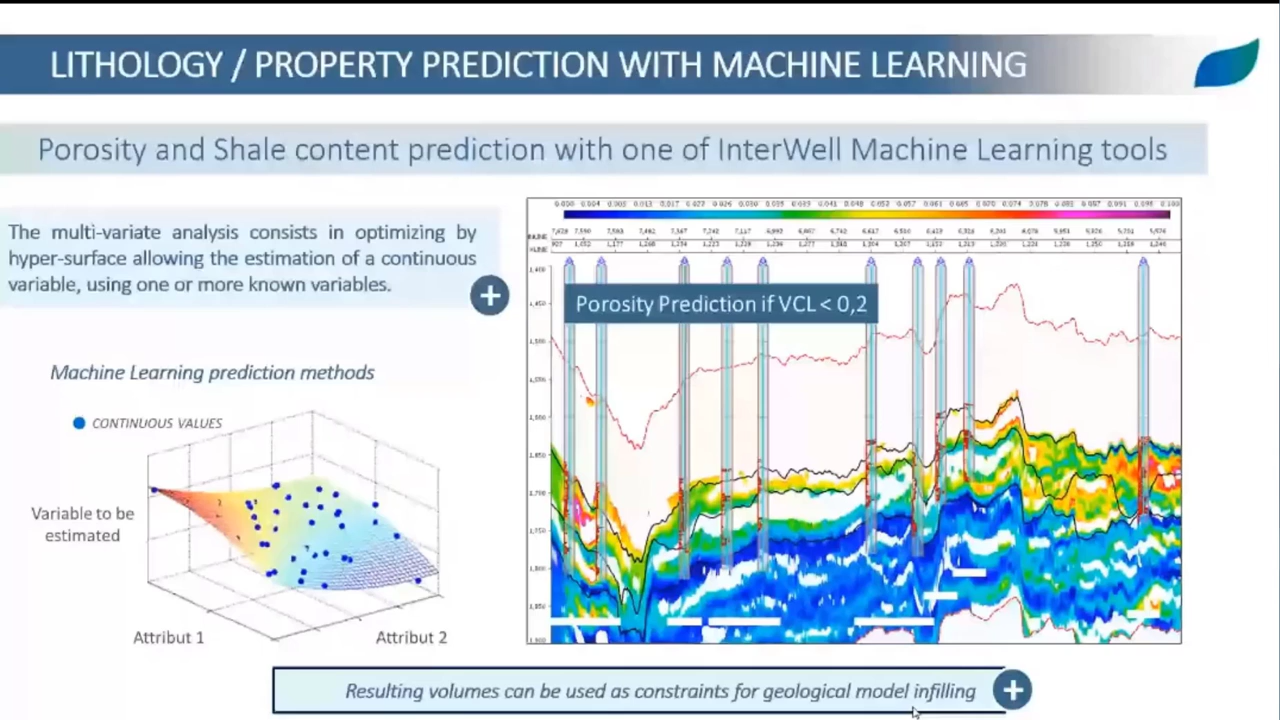 LITHOLOGY / PROPERTY PREDICTION WITH MACHINE LEARNING
Porosity and Shale content prediction with one of InterWell Machine Learning tools
The multi-variate analysis consists in optimizing by
hyper-surface allowing the estimation of a continuous
variable, using one or more known variables.
Machine Learning prediction methods
CONTINUOUS VALUES
Variable to be
estimated
Attribut 1
Attribut 2
Porosity Prediction if VCL < 0,2
Resulting volumes can be used as constraints for geological model infilling